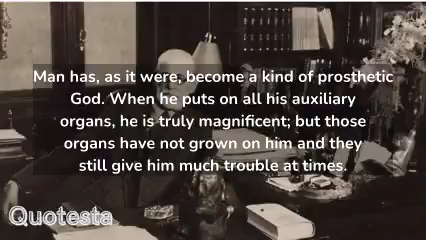 Man has, as it were, become a kind of prosthetic
God. When he puts on all his auxiliary
organs, he is truly magnificent; but those
organs have not grown on him and they
still give him much trouble at times.
Quotesta